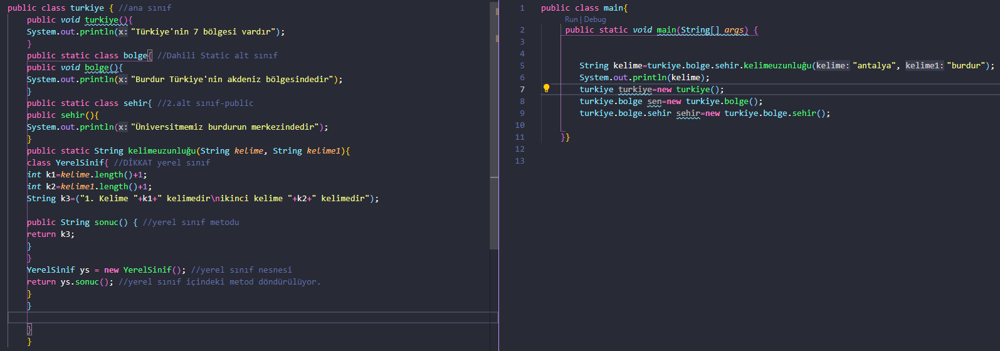 public class turkiye { //ana sınıf
public void turkiye(){
System.out.println(x: "Türkiye'nin 7 bölgesi vardır");
}
public static class bolge{ //Dahili Static alt sınıf
public void bolge(){
System.out.println(x: "Burdur Türkiye'nin akdeniz bölgesindedir");
}
public static class sehir{ //2.alt sınıf-public
public sehir(){
System.out.println(x: "Üniversitmemiz burdurun merkezindedir");
}
public static String kelimeuzunluğu(String kelime, String kelime1){
class YerelSinif{ //DİKKAT yerel sınıf
int k1=kelime.length()+1;
int k2=kelime1.length()+1;
String k3=("1. Kelime "+k1+" kelimedir\nikinci kelime "+k2+" kelimedir");
public String sonuc() { //yerel sınıf metodu
return k3;
}
}
YerelSinif ys = new YerelSinif(); //yerel sınıf nesnesi
return ys.sonuc(); //yerel sınıf içindeki metod döndürülüyor.
}
}
}
}
1 public class main{
Run | Debug
2 public static void main(String[] args) {
3
4
5 String kelime=turkiye.bolge.sehir.kelimeuzunluğu(kelime: "antalya", kelime1: "burdur");
6 System.out.println(kelime);
7 turkiye turkiye=new turkiye();
8 turkiye.bolge sen=new turkiye.bolge();
9 turkiye.bolge.sehir sehir=new turkiye.bolge.sehir();
10
11 }}
12
13